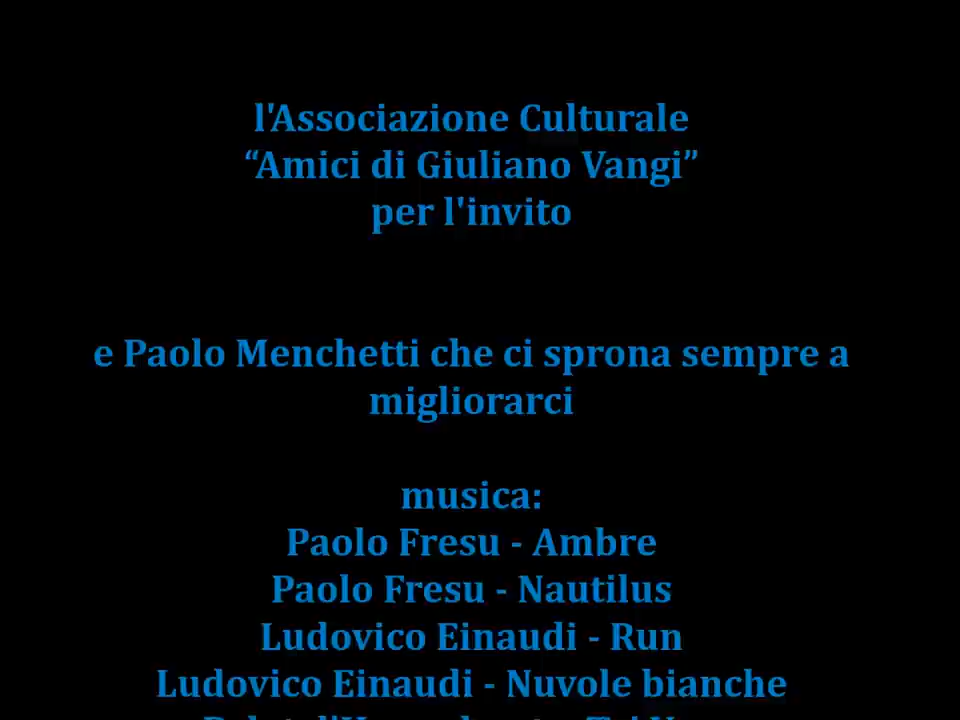 l'Associazione Culturale
“Amici di Giuliano Vangi”
per l'invito
e Paolo Menchetti che ci sprona sempre a
migliorarci
musica:
Paolo Fresu - Ambre
Paolo Fresu - Nautilus
Ludovico Einaudi - Run
Ludovico Einaudi - Nuvole bianche